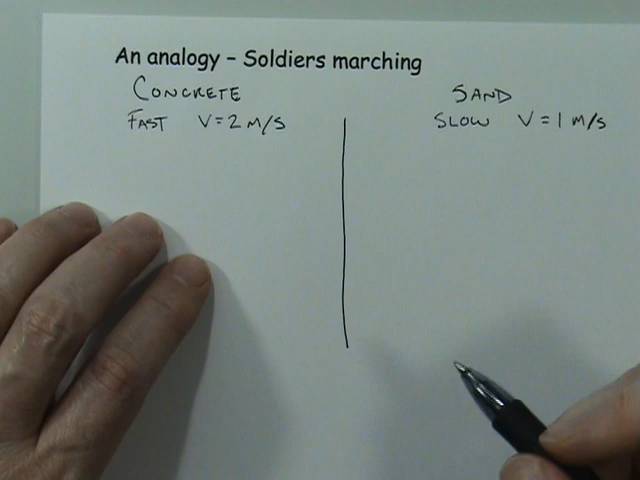 An analogy – Soldiers marching
CONCRETE
FAST V = 2 M/S
SAND
SLOW V = 1 M/S